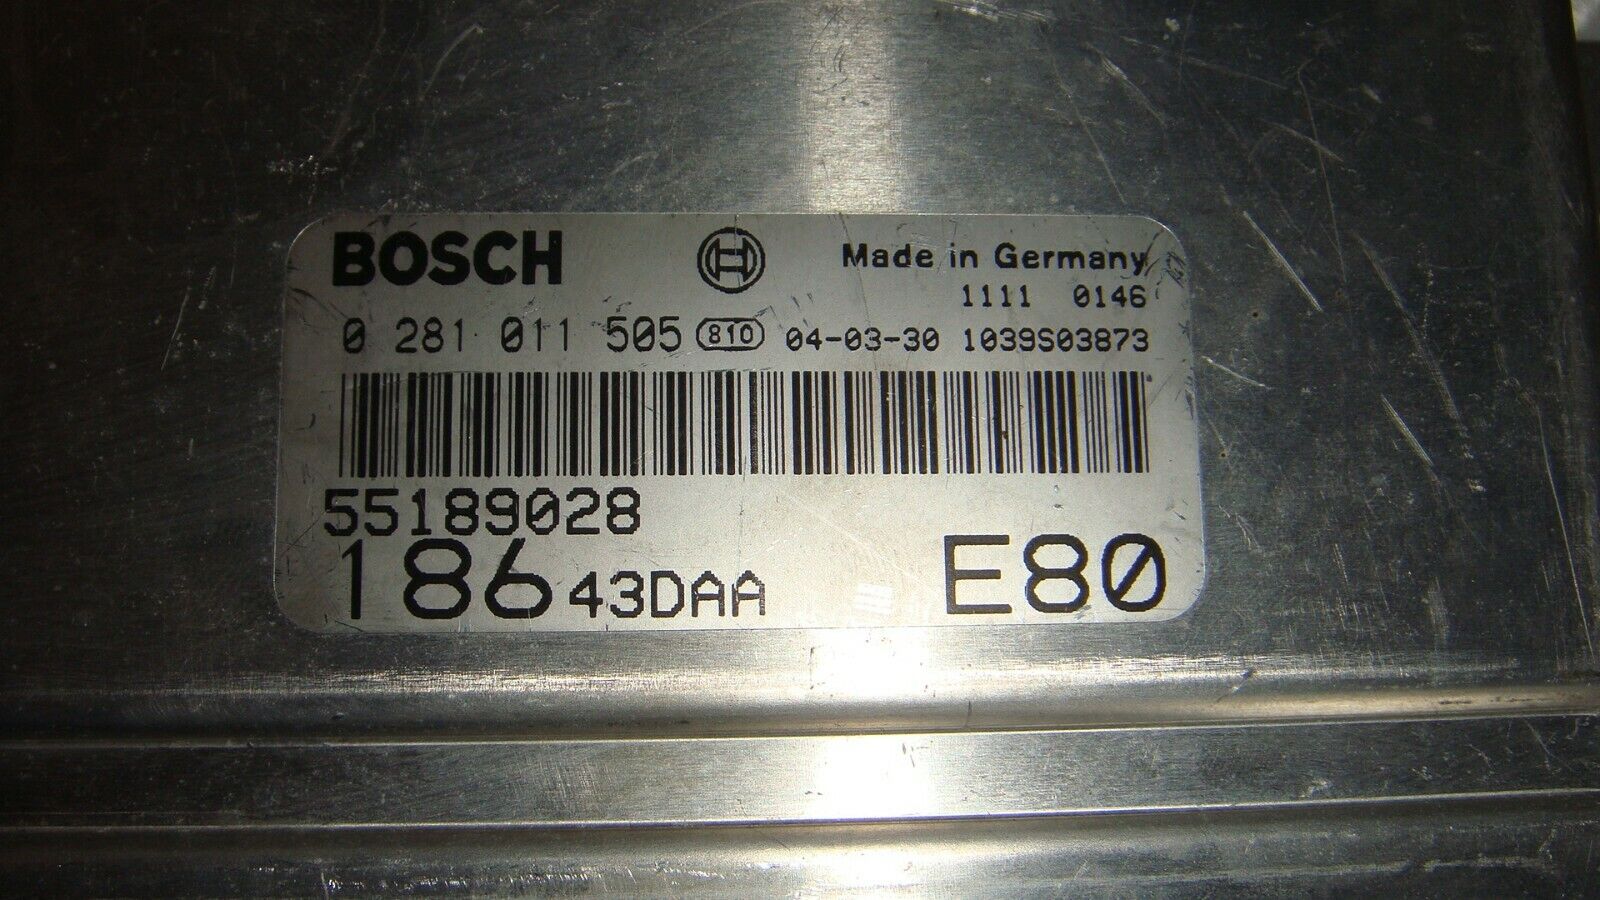 BOSCH Made in Germany
1111 0146
0 281 011 505 810 04-03-30 1039S03873
55189028
186 43DAA E80